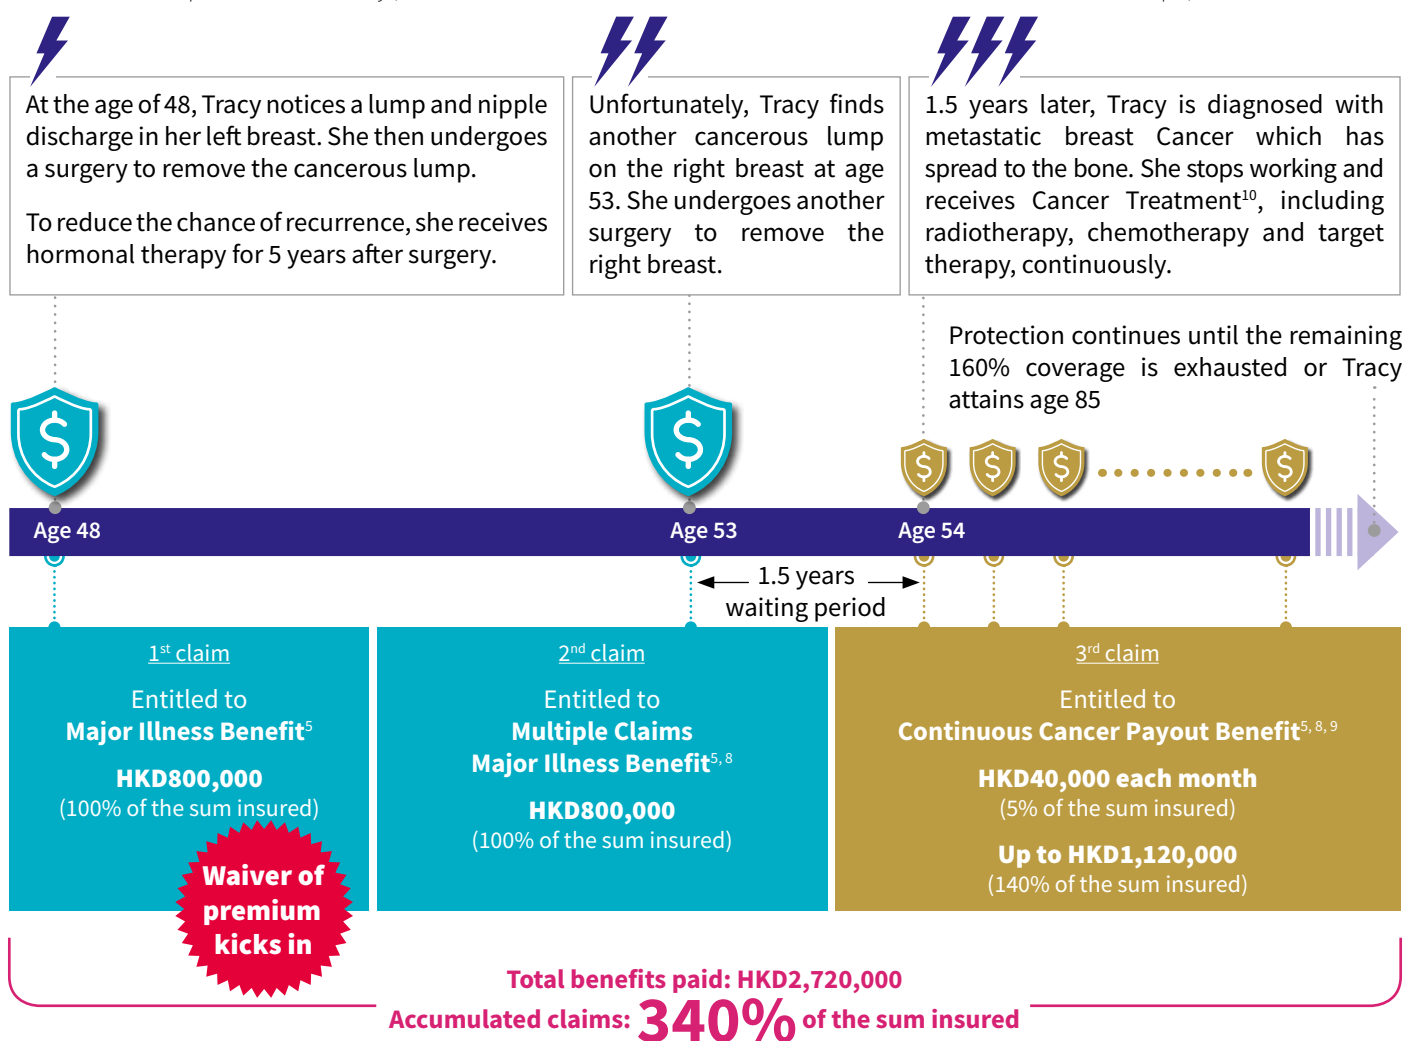 At the age of 48, Tracy notices a lump and nipple
discharge in her left breast. She then undergoes
a surgery to remove the cancerous lump.
To reduce the chance of recurrence, she receives
hormonal therapy for 5 years after surgery.
Unfortunately, Tracy finds
another cancerous lump
on the right breast at age
53. She undergoes another
surgery to remove the
right breast.
1.5 years later, Tracy is diagnosed with
metastatic breast Cancer which has
spread to the bone. She stops working and
receives Cancer Treatment10, including
radiotherapy, chemotherapy and target
therapy, continuously.
Protection continues until the remaining
160% coverage is exhausted or Tracy
attains age 85
$
$
$
$
$
$
Age 48
Age 53
Age 54
1.5 years
waiting period
1st claim
Entitled to
Major Illness Benefit5
HKD800,000
(100% of the sum insured)
Waiver of
premium
kicks in
2nd claim
Entitled to
Multiple Claims
Major Illness Benefit5, 8
HKD800,000
(100% of the sum insured)
3rd claim
Entitled to
Continuous Cancer Payout Benefit5, 8, 9
HKD40,000 each month
(5% of the sum insured)
Up to HKD1,120,000
(140% of the sum insured)
Total benefits paid: HKD2,720,000
Accumulated claims: 340% of the sum insured